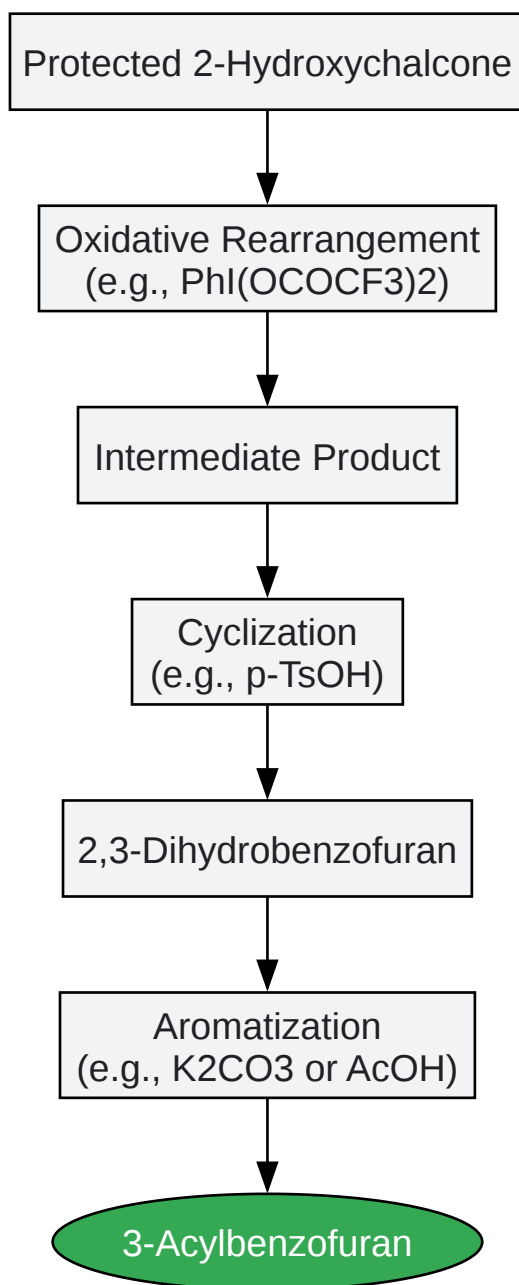 Protected 2-Hydroxychalcone
Oxidative Rearrangement
(e.g., PhI(OCOCF3)2)
Intermediate Product
Cyclization
(e.g., p-TsOH)
2,3-Dihydrobenzofuran
Aromatization
(e.g., K2CO3 or AcOH)
3-Acylbenzofuran